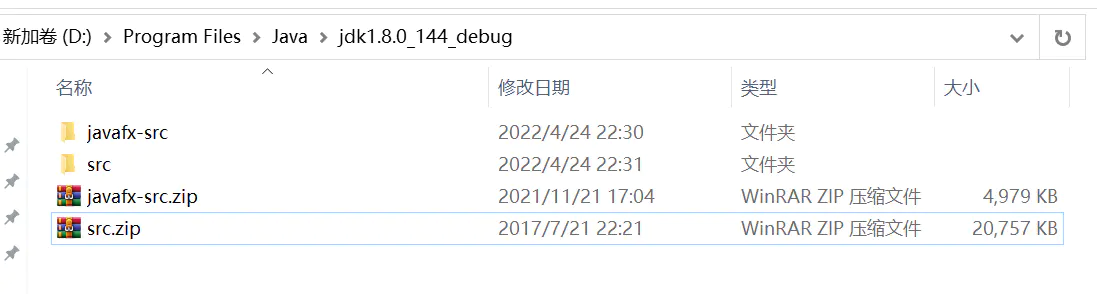 新加卷 (D:) > Program Files > Java > jdk1.8.0_144_debug
名称 修改日期 类型 大小
javafx-src 2022/4/24 22:30 文件夹
src 2022/4/24 22:31 文件夹
javafx-src.zip 2021/11/21 17:04 WinRAR ZIP 压缩文件 4,979 KB
src.zip 2017/7/21 22:21 WinRAR ZIP 压缩文件 20,757 KB